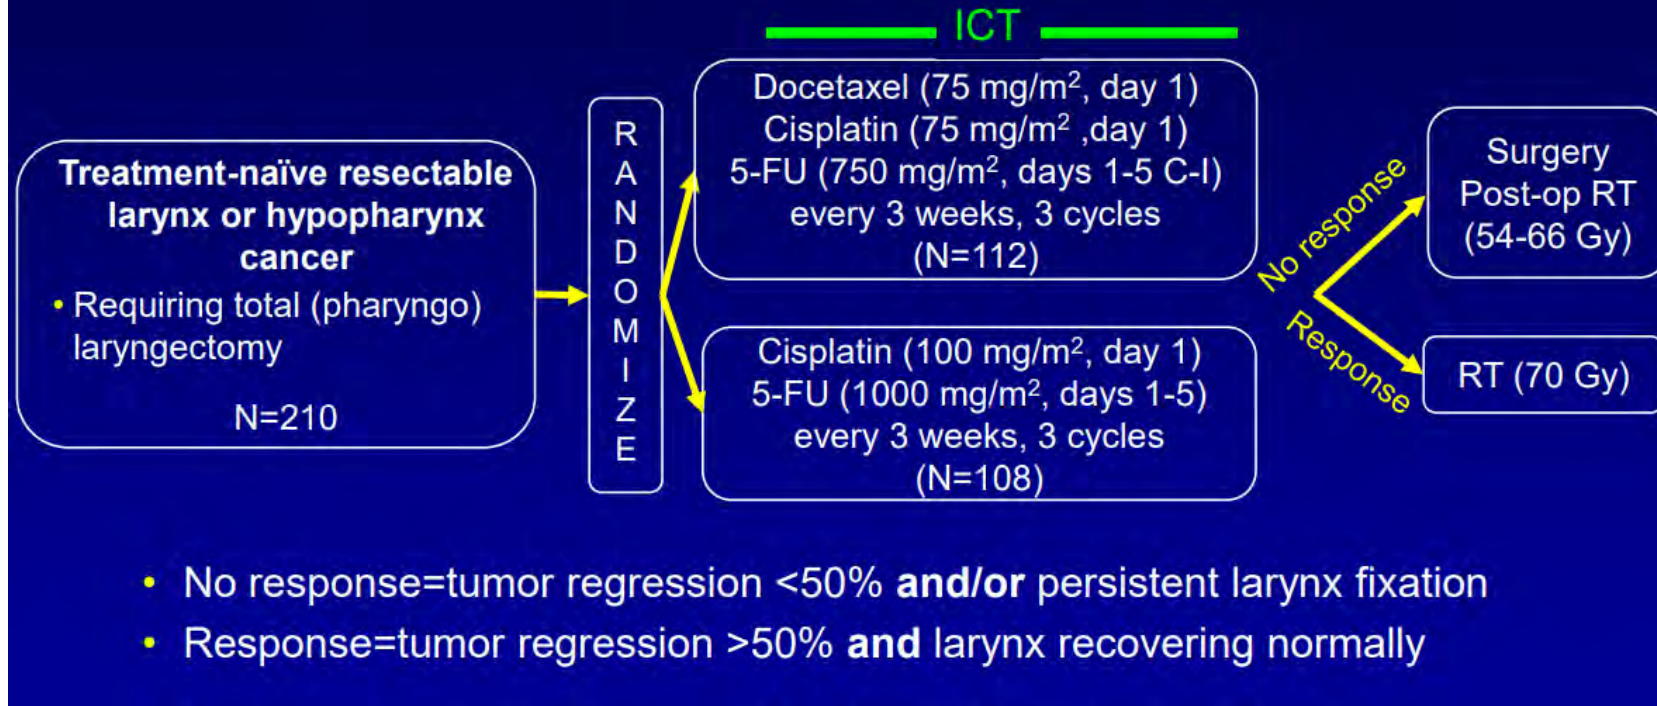 ICT
Treatment-naïve resectable
larynx or hypopharynx
cancer
• Requiring total (pharyngo)
laryngectomy
N=210
RANDOMIZE
Docetaxel (75 mg/m², day 1)
Cisplatin (75 mg/m² ,day 1)
5-FU (750 mg/m², days 1-5 C-I)
every 3 weeks, 3 cycles
(N=112)
Cisplatin (100 mg/m², day 1)
5-FU (1000 mg/m², days 1-5)
every 3 weeks, 3 cycles
(N=108)
No response
Response
Surgery
Post-op RT
(54-66 Gy)
RT (70 Gy)
• No response=tumor regression <50% and/or persistent larynx fixation
• Response=tumor regression >50% and larynx recovering normally